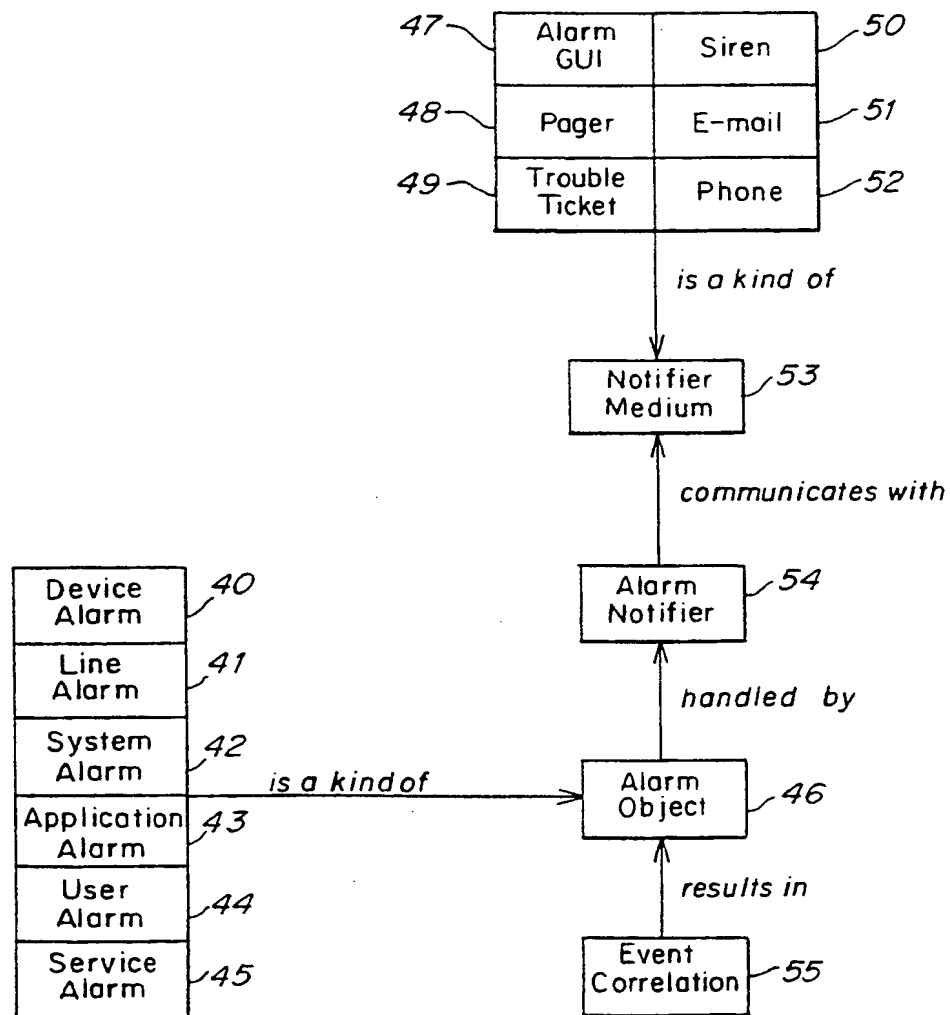 47
Alarm
GUI
Siren
50
48
Pager
E-mail
51
49
Trouble
Ticket
Phone
52
is a kind of
Notifier
Medium
53
communicates with
Alarm
Notifier
54
handled by
Device
Alarm
40
Line
Alarm
41
System
Alarm
42
Application
Alarm
43
User
Alarm
44
Service
Alarm
45
is a kind of
Alarm
Object
46
results in
Event
Correlation
55